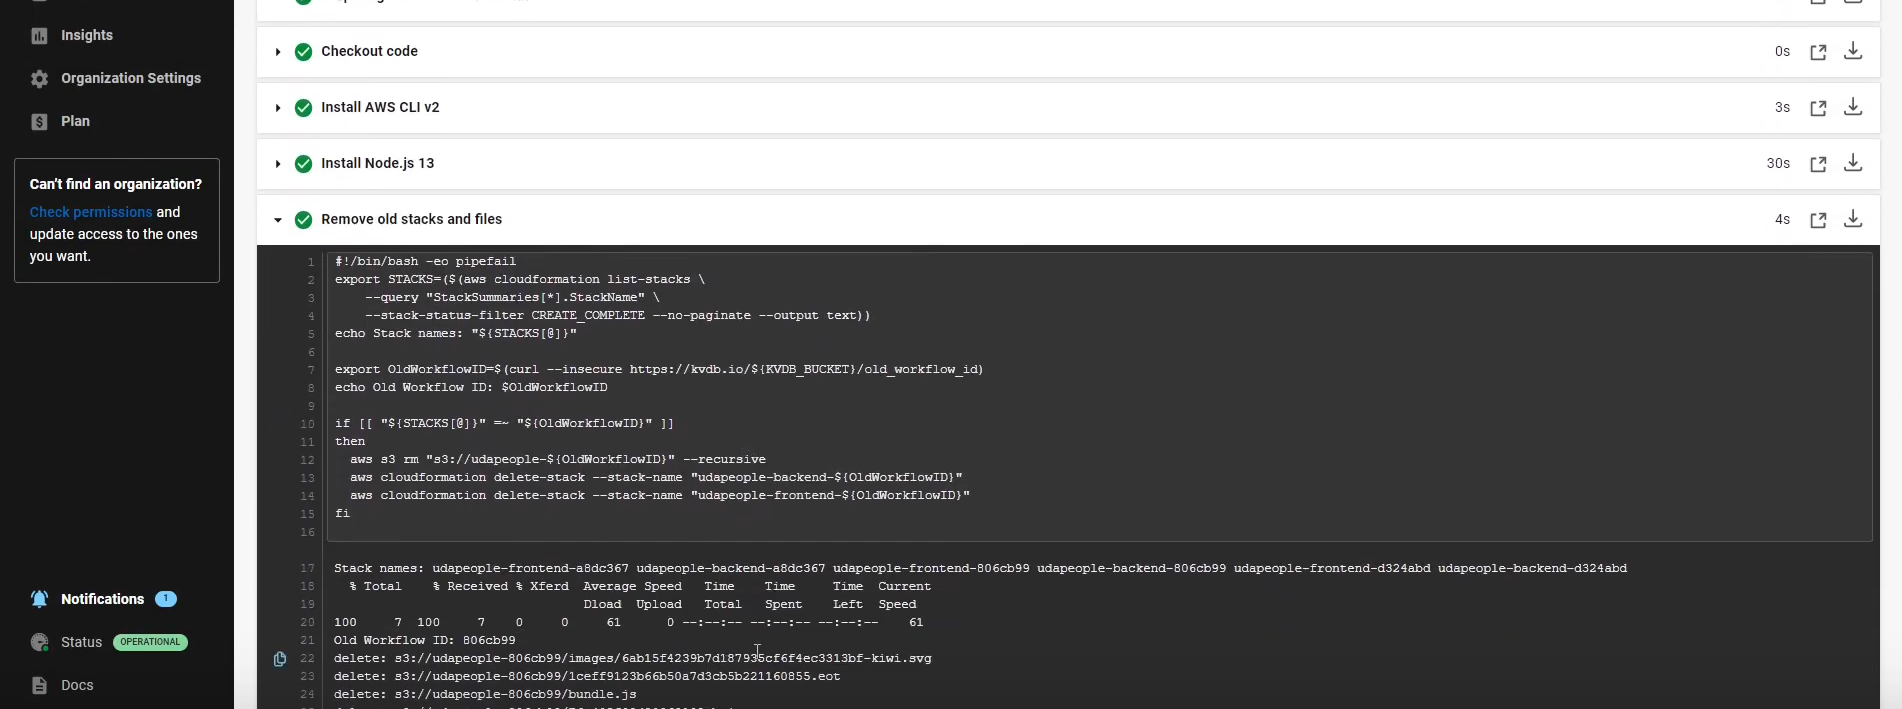 Insights
Organization Settings
Plan
Can't find an organization?
Check permissions and
update access to the ones
you want.
Notifications 1
Status OPERATIONAL
Docs
Checkout code 0s
Install AWS CLI v2 3s
Install Node.js 13 30s
Remove old stacks and files 4s
1 #!/bin/bash -eo pipefail
2 export STACKS=($(aws cloudformation list-stacks \
3 --query "StackSummaries[*].StackName" \
4 --stack-status-filter CREATE_COMPLETE --no-paginate --output text))
5 echo Stack names: "${STACKS[@]}"
6
7 export OldWorkflowID=$(curl --insecure https://kvdb.io/${KVDB_BUCKET}/old_workflow_id)
8 echo Old Workflow ID: $OldWorkflowID
9
10 if [[ "${STACKS[@]}" =~ "${OldWorkflowID}" ]]
11 then
12 aws s3 rm "s3://udapeople-${OldWorkflowID}" --recursive
13 aws cloudformation delete-stack --stack-name "udapeople-backend-${OldWorkflowID}"
14 aws cloudformation delete-stack --stack-name "udapeople-frontend-${OldWorkflowID}"
15 fi
16
17 Stack names: udapeople-frontend-a8dc367 udapeople-backend-a8dc367 udapeople-frontend-806cb99 udapeople-backend-806cb99 udapeople-frontend-d324abd udapeople-backend-d324abd
18 % Total % Received % Xferd Average Speed Time Time Time Current
19 Dload Upload Total Spent Left Speed
20 100 7 100 7 0 0 61 0 --:--:-- --:--:-- --:--:-- 61
21 Old Workflow ID: 806cb99
22 delete: s3://udapeople-806cb99/images/6ab15f4239b7d187935cf6f4ec3313bf-kiwi.svg
23 delete: s3://udapeople-806cb99/1ceff9123b66b50a7d3cb5b221160855.eot
24 delete: s3://udapeople-806cb99/bundle.js